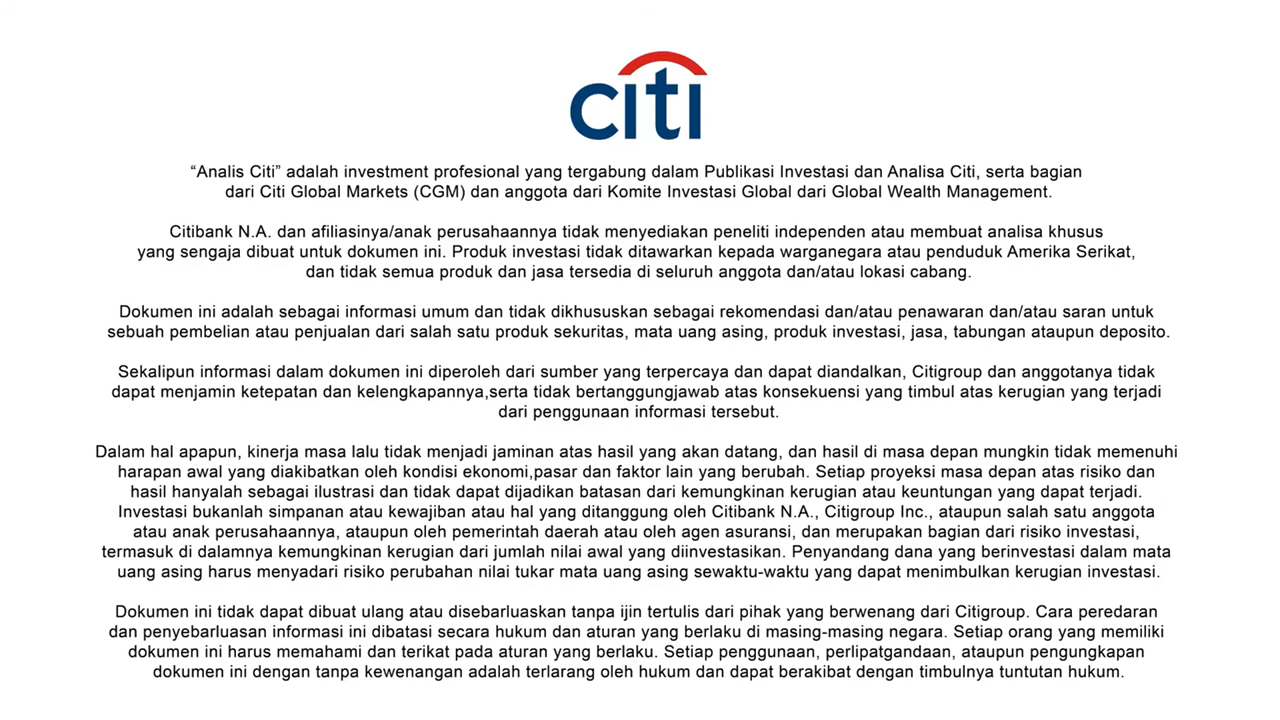 citi
“Analis Citi” adalah investment profesional yang tergabung dalam Publikasi Investasi dan Analisa Citi, serta bagian
dari Citi Global Markets (CGM) dan anggota dari Komite Investasi Global dari Global Wealth Management.
Citibank N.A. dan afiliasinya/anak perusahaannya tidak menyediakan peneliti independen atau membuat analisa khusus
yang sengaja dibuat untuk dokumen ini. Produk investasi tidak ditawarkan kepada warganegara atau penduduk Amerika Serikat,
dan tidak semua produk dan jasa tersedia di seluruh anggota dan/atau lokasi cabang.
Dokumen ini adalah sebagai informasi umum dan tidak dikhususkan sebagai rekomendasi dan/atau penawaran dan/atau saran untuk
sebuah pembelian atau penjualan dari salah satu produk sekuritas, mata uang asing, produk investasi, jasa, tabungan ataupun deposito.
Sekalipun informasi dalam dokumen ini diperoleh dari sumber yang terpercaya dan dapat diandalkan, Citigroup dan anggotanya tidak
dapat menjamin ketepatan dan kelengkapannya,serta tidak bertanggungjawab atas konsekuensi yang timbul atas kerugian yang terjadi
dari penggunaan informasi tersebut.
Dalam hal apapun, kinerja masa lalu tidak menjadi jaminan atas hasil yang akan datang, dan hasil di masa depan mungkin tidak memenuhi
harapan awal yang diakibatkan oleh kondisi ekonomi,pasar dan faktor lain yang berubah. Setiap proyeksi masa depan atas risiko dan
hasil hanyalah sebagai ilustrasi dan tidak dapat dijadikan batasan dari kemungkinan kerugian atau keuntungan yang dapat terjadi.
Investasi bukanlah simpanan atau kewajiban atau hal yang ditanggung oleh Citibank N.A., Citigroup Inc., ataupun salah satu anggota
atau anak perusahaannya, ataupun oleh pemerintah daerah atau oleh agen asuransi, dan merupakan bagian dari risiko investasi,
termasuk di dalamnya kemungkinan kerugian dari jumlah nilai awal yang diinvestasikan. Penyandang dana yang berinvestasi dalam mata
uang asing harus menyadari risiko perubahan nilai tukar mata uang asing sewaktu-waktu yang dapat menimbulkan kerugian investasi.
Dokumen ini tidak dapat dibuat ulang atau disebarluaskan tanpa ijin tertulis dari pihak yang berwenang dari Citigroup. Cara peredaran
dan penyebarluasan informasi ini dibatasi secara hukum dan aturan yang berlaku di masing-masing negara. Setiap orang yang memiliki
dokumen ini harus memahami dan terikat pada aturan yang berlaku. Setiap penggunaan, perlipatgandaan, ataupun pengungkapan
dokumen ini dengan tanpa kewenangan adalah terlarang oleh hukum dan dapat berakibat dengan timbulnya tuntutan hukum.